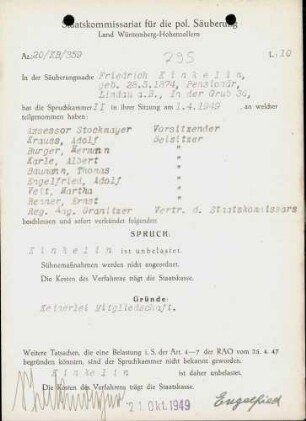 Staatskommissariat für die pol. Säuberung
Land Württemberg-Hohenzollern
Az: 20/KB/359
295
L. 10
In der Säuberungssache Friedrich Kinkelin,
geb. 26.3.1874, Pensionär,
Lindau a.B., In der Grub 34,
hat die Spruchkammer II in ihrer Sitzung am 1.4.1949 .an welcher
teilgenommen haben:
Assessor Stockmayer Vorsitzender
Krauss, Adolf Beisitzer
Burger, Hermann "
Karle, Albert "
Baumann, Thomas "
Engelfried, Adolf "
Veit, Martha "
Renner, Ernst "
Reg. Ang. Granitzer Vertr. d. Staatskommissars
beschlossen und sofort verkündet folgenden
SPRUCH
Kinkelin ist unbelastet.
Sühnemaßnahmen werden nicht angeordnet.
Die Kosten des Verfahrens trägt die Staatskasse.
Gründe:
Keinerlei Mitgliedschaft.
Weitere Tatsachen, die eine Belastung i. S. der Art. 4—7 der RAO vom 25. 4. 47
begründen können, sind der Spruchkammer nicht bekannt geworden.
Kinkelin ist daher unbelastet.
Die Kosten des Verfahrens trägt die Staatskasse.
21. Okt. 1949
Engelfried